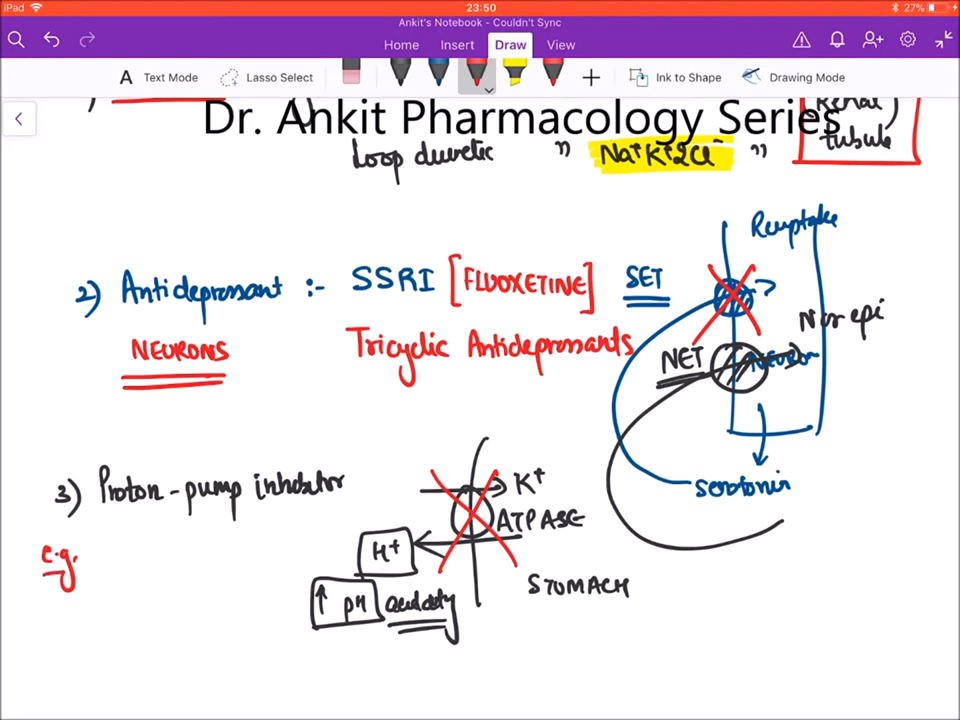 iPad 23:50 27%
Ankit's Notebook - Couldn't Sync
Home Insert Draw View
A Text Mode Lasso Select Ink to Shape Drawing Mode
Dr. Ankit Pharmacology Series
Renal
tubule
Loop diuretic " Na+K+2Cl- "
Reuptake
2) Antidepressant :- SSRI [FLUOXETINE] SET
Nor epi
NEURONS Tricyclic Antidepressants NET NEURON
serotonin
3) Proton-pump inhibitor K+
ATPASE
e.g. H+
STOMACH
↑ pH acidity